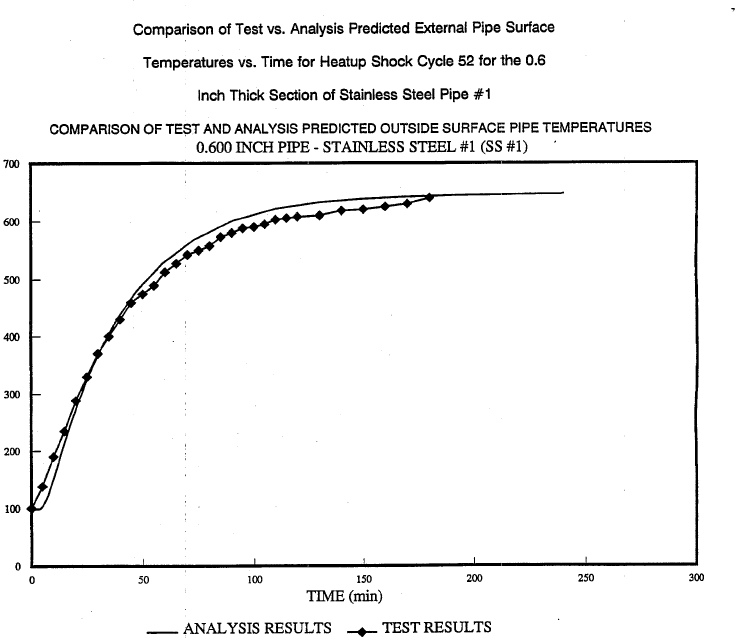 Comparison of Test vs. Analysis Predicted External Pipe Surface
Temperatures vs. Time for Heatup Shock Cycle 52 for the 0.6
Inch Thick Section of Stainless Steel Pipe #1
COMPARISON OF TEST AND ANALYSIS PREDICTED OUTSIDE SURFACE PIPE TEMPERATURES
0.600 INCH PIPE - STAINLESS STEEL #1 (SS #1)
700
600
500
400
300
200
100
0
0 50 100 150 200 250 300
TIME (min)
ANALYSIS RESULTS TEST RESULTS